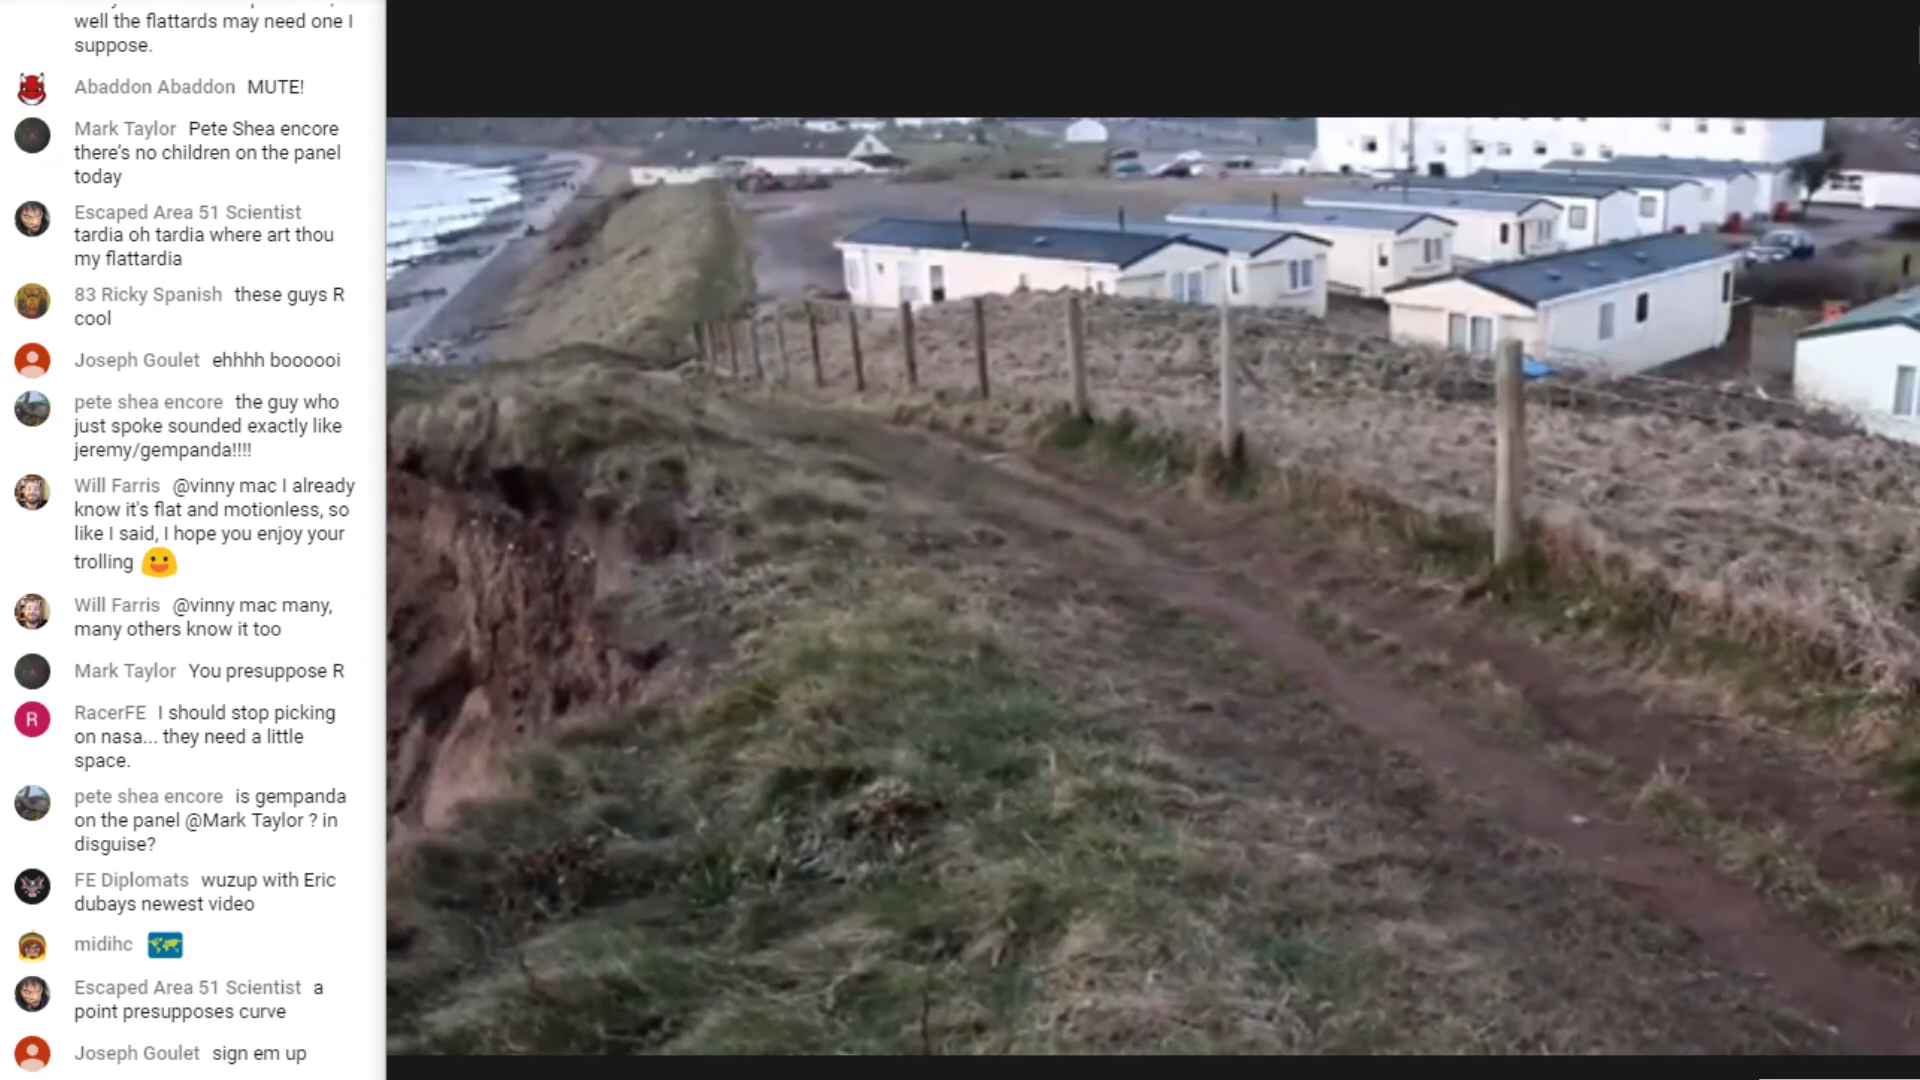 well the flattards may need one I
suppose.
Abaddon Abaddon MUTE!
Mark Taylor Pete Shea encore
there's no children on the panel
today
Escaped Area 51 Scientist
tardia oh tardia where art thou
my flattardia
83 Ricky Spanish these guys R
cool
Joseph Goulet ehhhh boooooi
pete shea encore the guy who
just spoke sounded exactly like
jeremy/gempanda!!!!
Will Farris @vinny mac I already
know it's flat and motionless, so
like I said, I hope you enjoy your
trolling
Will Farris @vinny mac many,
many others know it too
Mark Taylor You presuppose R
R
RacerFE I should stop picking
on nasa... they need a little
space.
pete shea encore is gempanda
on the panel @Mark Taylor ? in
disguise?
FE Diplomats wuzup with Eric
dubays newest video
midihc
Escaped Area 51 Scientist a
point presupposes curve
Joseph Goulet sign em up